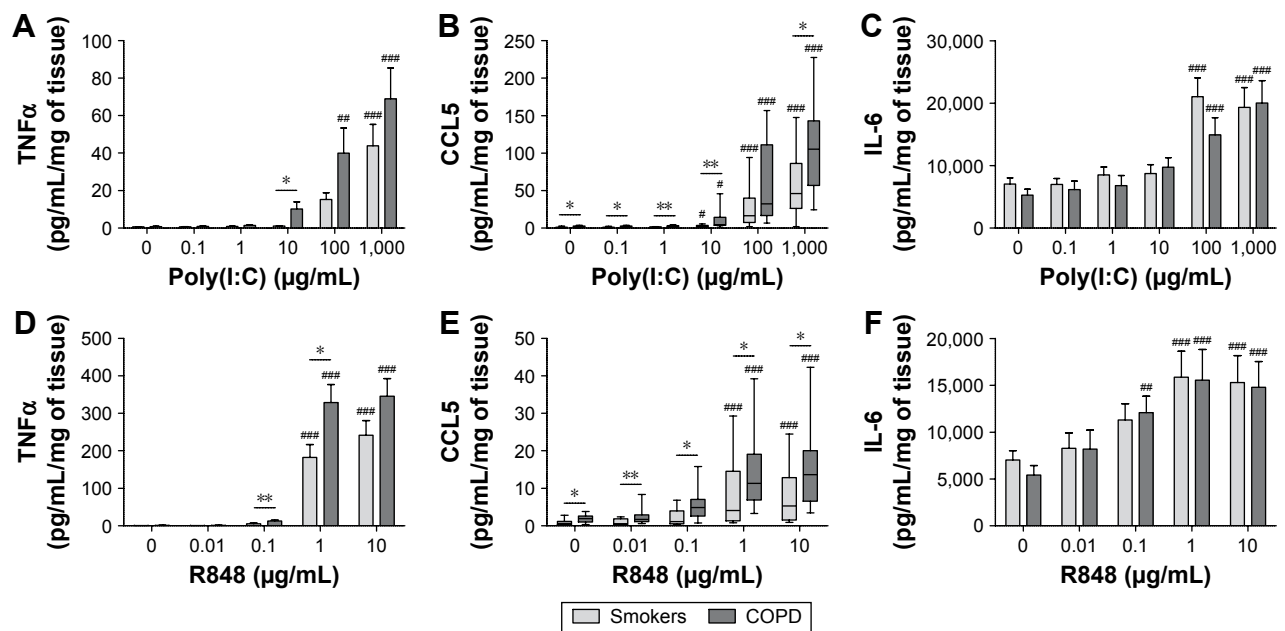 A
TNFα
(pg/mL/mg of tissue)
100
80
60
40
20
0
*
##
###
###
0 0.1 1 10 100 1,000
Poly(I:C) (µg/mL)
B
CCL5
(pg/mL/mg of tissue)
250
200
150
100
50
0
*
*
**
**
#
#
###
###
*
###
###
0 0.1 1 10 100 1,000
Poly(I:C) (µg/mL)
C
IL-6
(pg/mL/mg of tissue)
30,000
20,000
10,000
0
###
###
###
###
0 0.1 1 10 100 1,000
Poly(I:C) (µg/mL)
D
TNFα
(pg/mL/mg of tissue)
500
400
300
200
100
0
**
*
###
###
###
###
0 0.01 0.1 1 10
R848 (µg/mL)
E
CCL5
(pg/mL/mg of tissue)
50
40
30
20
10
0
*
**
*
*
###
###
*
###
###
0 0.01 0.1 1 10
R848 (µg/mL)
F
IL-6
(pg/mL/mg of tissue)
20,000
15,000
10,000
5,000
0
##
###
###
###
###
0 0.01 0.1 1 10
R848 (µg/mL)
Smokers COPD